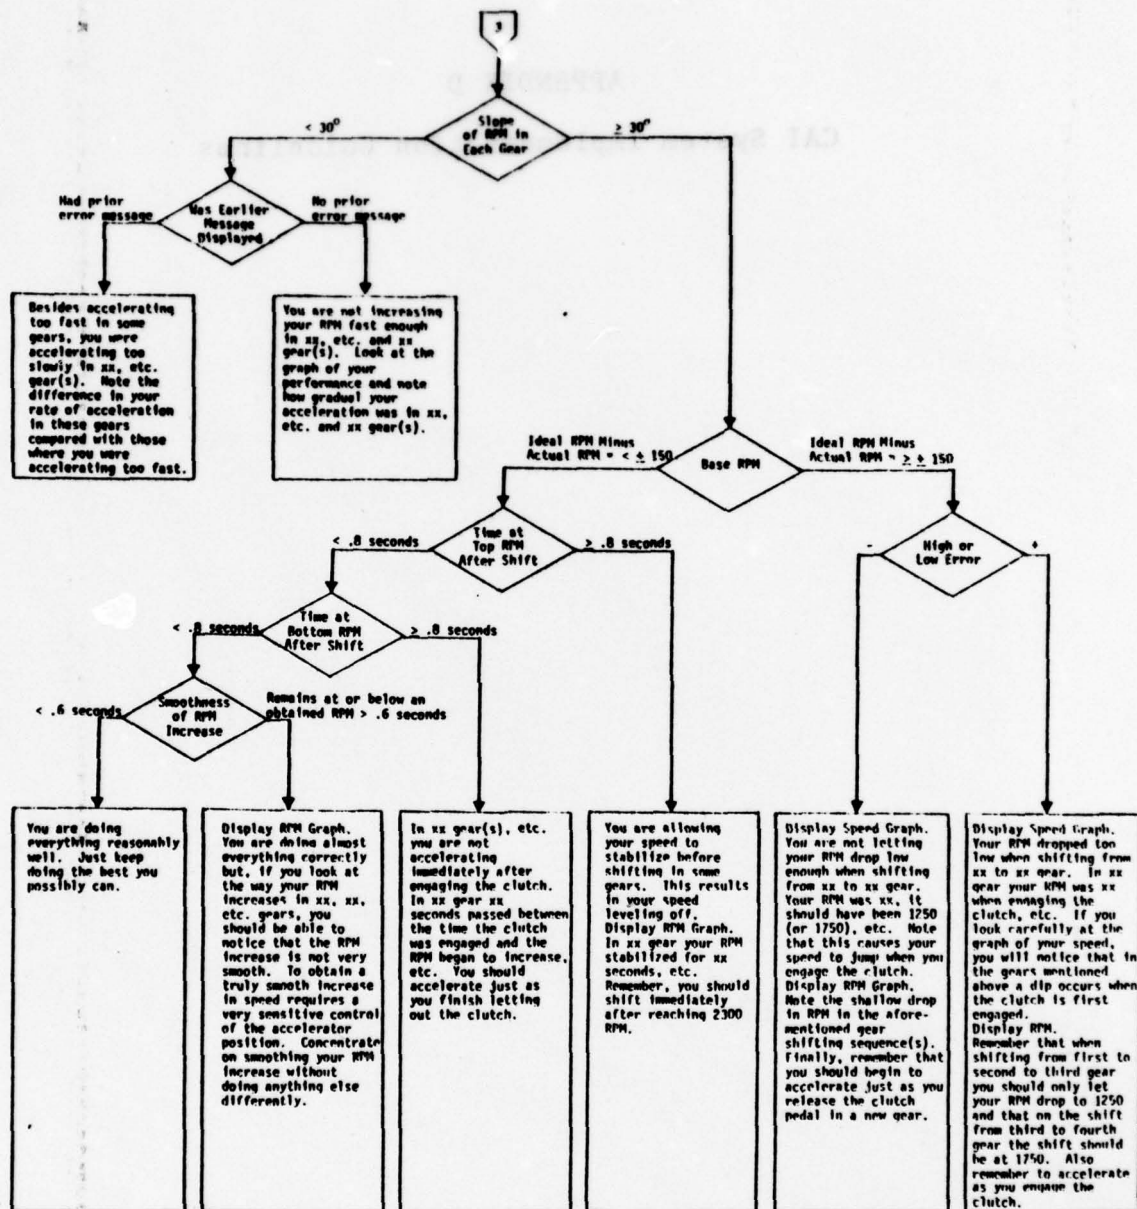 3
Slope
of RPM in
Each Gear
< 30°
≥ 30°
Had prior
error message
Was Earlier
Message
Displayed
No prior
error message
Besides accelerating
too fast in some
gears, you were
accelerating too
slowly in xx, etc.
gear(s). Note the
difference in your
rate of acceleration
in these gears
compared with those
where you were
accelerating too fast.
You are not increasing
your RPM fast enough
in xx, etc. and xx
gear(s). Look at the
graph of your
performance and note
how gradual your
acceleration was in xx,
etc. and xx gear(s).
Ideal RPM Minus
Actual RPM = < ± 150
Base RPM
Ideal RPM Minus
Actual RPM = ≥ ± 150
< .8 seconds
Time at
Top RPM
After Shift
≥ .8 seconds
-
High or
Low Error
+
< .8 seconds
Time at
Bottom RPM
After Shift
≥ .8 seconds
< .6 seconds
Smoothness
of RPM
Increase
Remains at or below an
obtained RPM > .6 seconds
You are doing
everything reasonably
well. Just keep
doing the best you
possibly can.
Display RPM Graph.
You are doing almost
everything correctly
but, if you look at
the way your RPM
increases in xx, xx,
etc. gears, you
should be able to
notice that the RPM
increase is not very
smooth. To obtain a
truly smooth increase
in speed requires a
very sensitive control
of the accelerator
position. Concentrate
on smoothing your RPM
increase without
doing anything else
differently.
In xx gear(s), etc.
you are not
accelerating
immediately after
engaging the clutch.
In xx gear xx
seconds passed between
the time the clutch
was engaged and the
RPM began to increase,
etc. You should
accelerate just as
you finish letting
out the clutch.
You are allowing
your speed to
stabilize before
shifting in some
gears. This results
in your speed
leveling off.
Display RPM Graph.
In xx gear your RPM
stabilized for xx
seconds, etc.
Remember, you should
shift immediately
after reaching 2300
RPM.
Display Speed Graph.
You are not letting
your RPM drop low
enough when shifting
from xx to xx gear.
Your RPM was xx, it
should have been 1250
(or 1750), etc. Note
that this causes your
speed to jump when you
engage the clutch.
Display RPM Graph.
Note the shallow drop
in RPM in the afore-
mentioned gear
shifting sequence(s).
Finally, remember that
you should begin to
accelerate just as you
release the clutch
pedal in a new gear.
Display Speed Graph.
Your RPM dropped too
low when shifting from
xx to xx gear. In xx
gear your RPM was xx
when engaging the
clutch, etc. If you
look carefully at the
graph of your speed,
you will notice that in
the gears mentioned
above a dip occurs when
the clutch is first
engaged.
Display RPM.
Remember that when
shifting from first to
second to third gear
you should only let
your RPM drop to 1250
and that on the shift
from third to fourth
gear the shift should
be at 1750. Also
remember to accelerate
as you engage the
clutch.